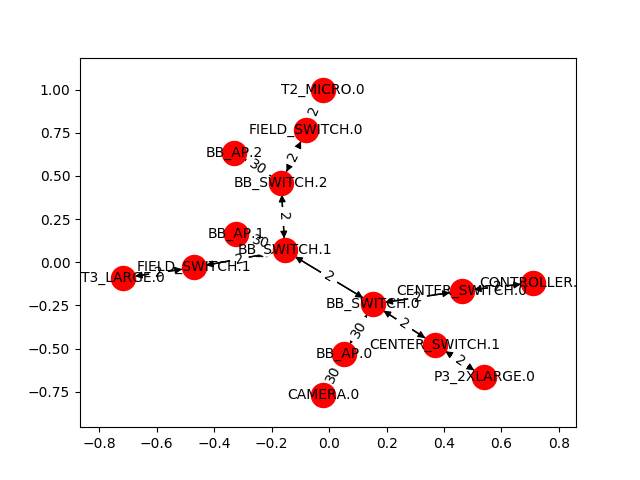 1.00
0.75
0.50
0.25
0.00
−0.25
−0.50
−0.75
−0.8
−0.6
−0.4
−0.2
0.0
0.2
0.4
0.6
0.8
T2_MICRO.0
2
FIELD_SWITCH.0
2
BB_AP.2
30
BB_SWITCH.2
2
BB_AP.1
30
BB_SWITCH.1
2
FIELD_SWITCH.1
2
T3_LARGE.0
2
BB_SWITCH.0
2
CENTER_SWITCH.0
2
CONTROLLER.
2
CENTER_SWITCH.1
2
P3_2XLARGE.0
30
BB_AP.0
30
CAMERA.0